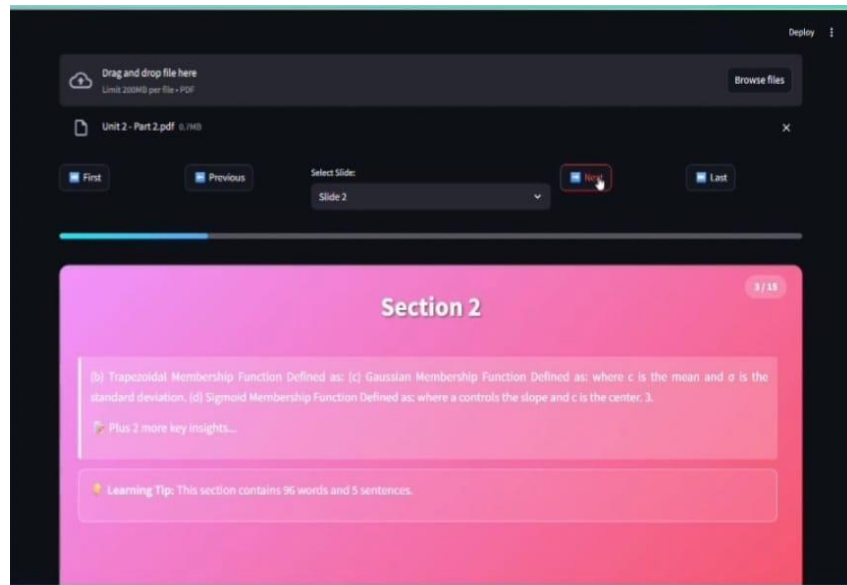 Deploy
Drag and drop file here
Limit 200MB per file • PDF
Browse files
Unit 2 - Part 2.pdf 0.7MB
First
Previous
Select Slide:
Slide 2
Next
Last
3 / 15
Section 2
(b) Trapezoidal Membership Function Defined as: (c) Gaussian Membership Function Defined as: where c is the mean and σ is the
standard deviation. (d) Sigmoid Membership Function Defined as: where a controls the slope and c is the center. 3.
Plus 2 more key insights...
Learning Tip: This section contains 96 words and 5 sentences.